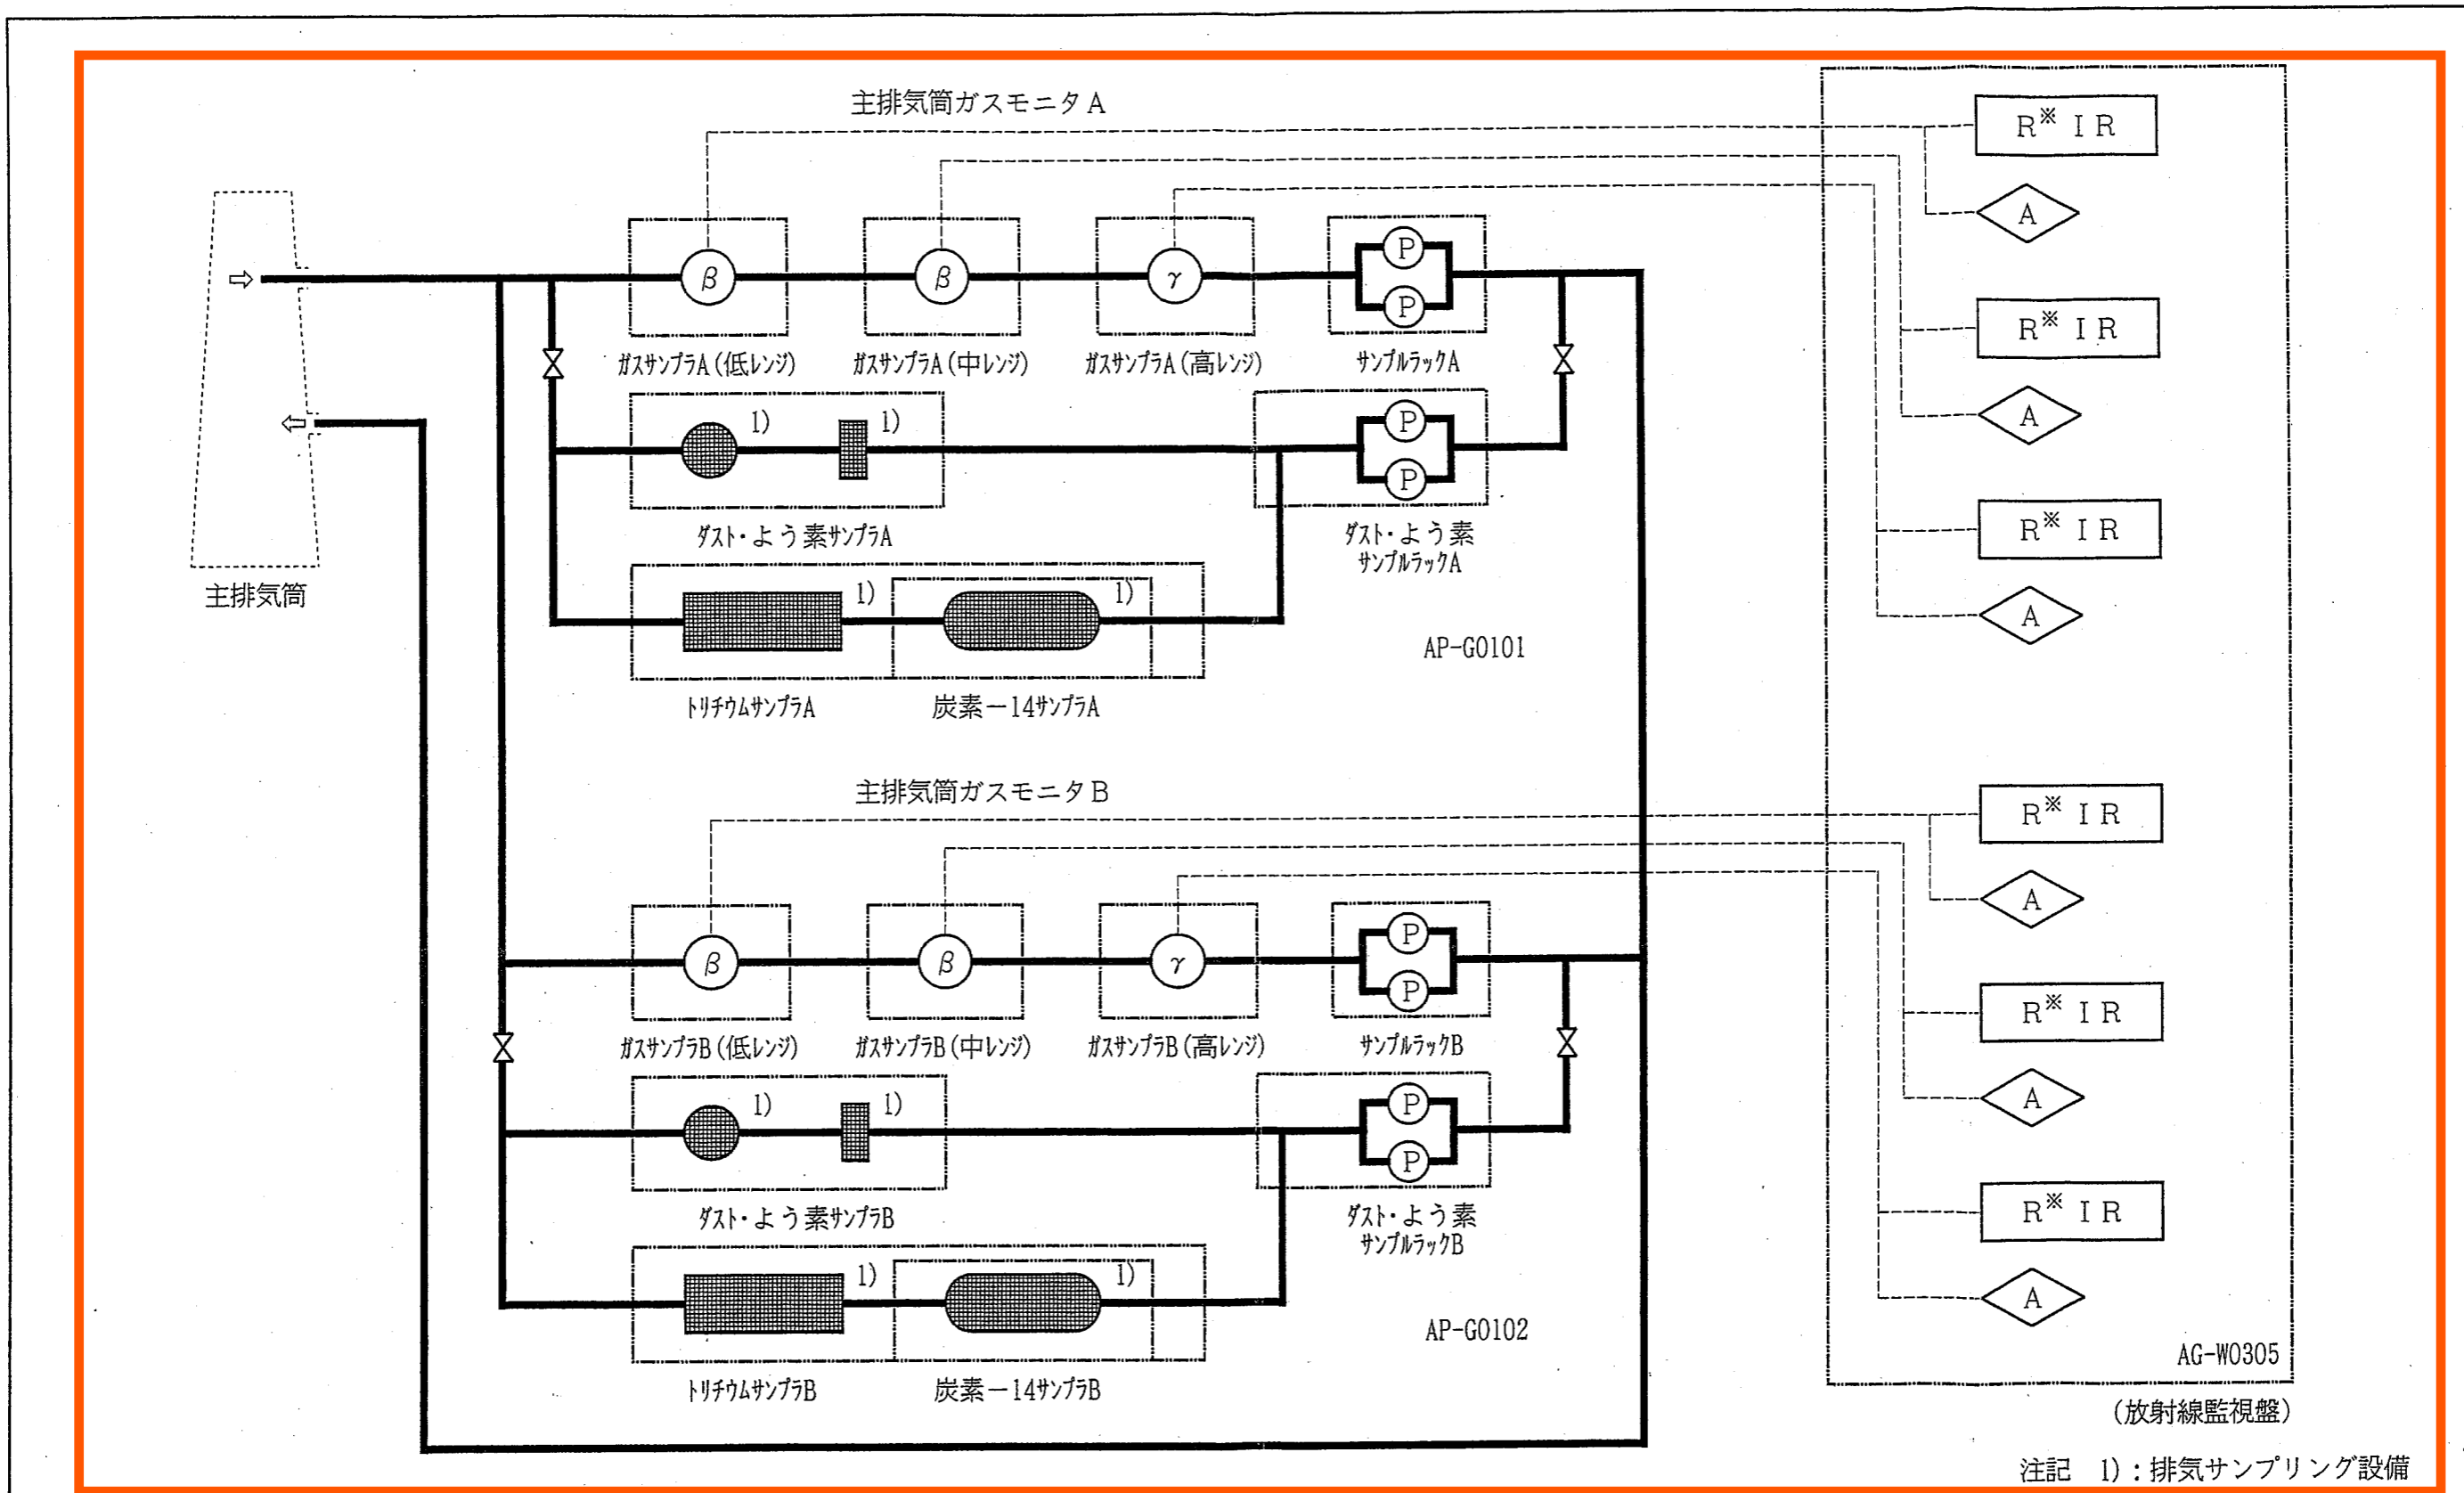 主排気筒ガスモニタA
R※ I R
A
β
β
γ
P
P
ガスサンプラA(低レンジ)
ガスサンプラA(中レンジ)
ガスサンプラA(高レンジ)
サンプルラックA
R※ I R
A
1)
1)
P
P
ダスト・よう素サンプラA
ダスト・よう素
サンプルラックA
R※ I R
A
主排気筒
1)
1)
AP-G0101
トリチウムサンプラA
炭素-14サンプラA
主排気筒ガスモニタB
R※ I R
A
β
β
γ
P
P
ガスサンプラB(低レンジ)
ガスサンプラB(中レンジ)
ガスサンプラB(高レンジ)
サンプルラックB
R※ I R
A
1)
1)
P
P
ダスト・よう素サンプラB
ダスト・よう素
サンプルラックB
R※ I R
A
1)
1)
AP-G0102
トリチウムサンプラB
炭素-14サンプラB
AG-W0305
(放射線監視盤)
注記 1):排気サンプリング設備